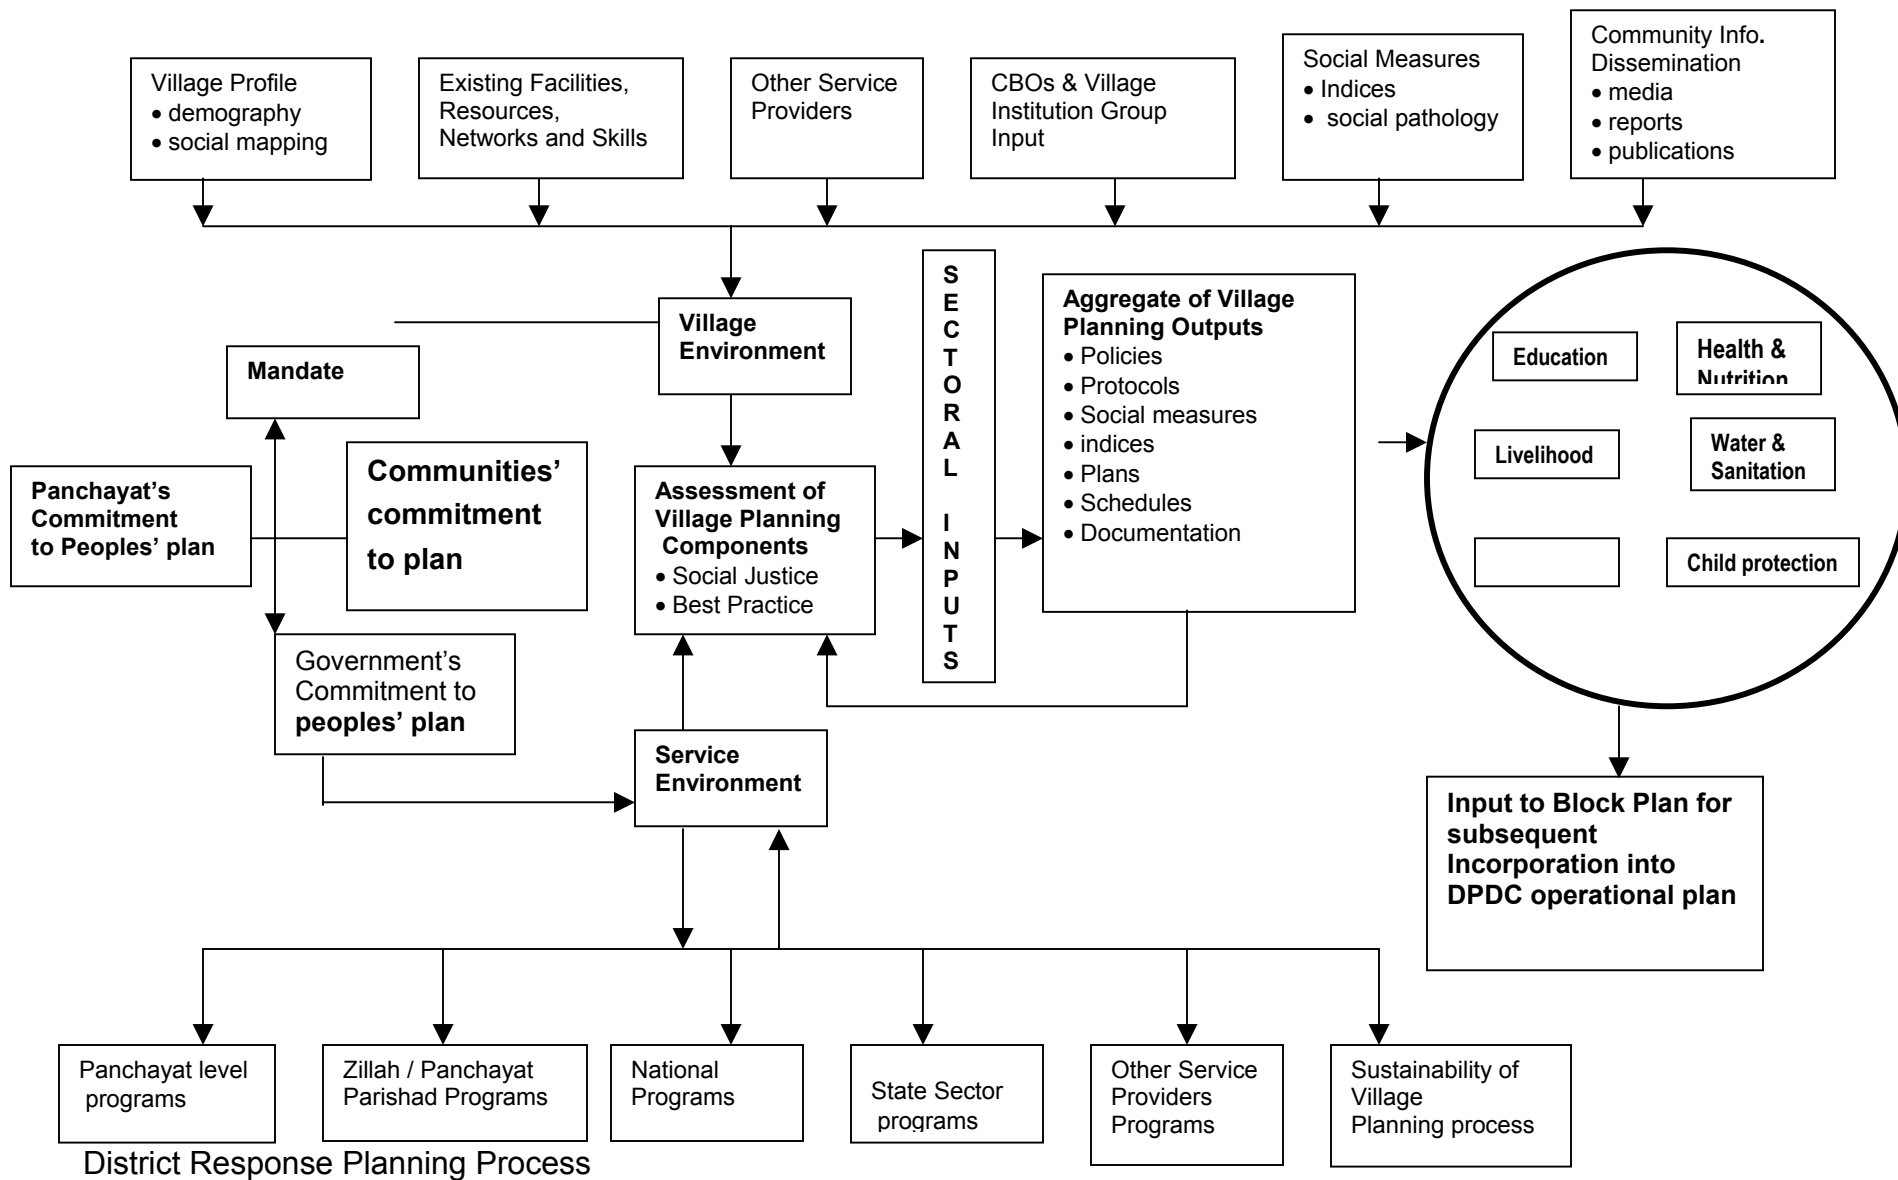 Village Profile
• demography
• social mapping
Existing Facilities,
Resources,
Networks and Skills
Other Service
Providers
CBOs & Village
Institution Group
Input
Social Measures
• Indices
• social pathology
Community Info.
Dissemination
• media
• reports
• publications
Village
Environment
Mandate
Panchayat’s
Commitment
to Peoples’ plan
Communities’
commitment
to plan
Government’s
Commitment to
peoples’ plan
Assessment of
Village Planning
Components
• Social Justice
• Best Practice
Service
Environment
S
E
C
T
O
R
A
L
I
N
P
U
T
S
Aggregate of Village
Planning Outputs
• Policies
• Protocols
• Social measures
• indices
• Plans
• Schedules
• Documentation
Education
Health &
Nutrition
Livelihood
Water &
Sanitation
Child protection
Input to Block Plan for
subsequent
Incorporation into
DPDC operational plan
Panchayat level
programs
Zillah / Panchayat
Parishad Programs
National
Programs
State Sector
programs
Other Service
Providers
Programs
Sustainability of
Village
Planning process
District Response Planning Process